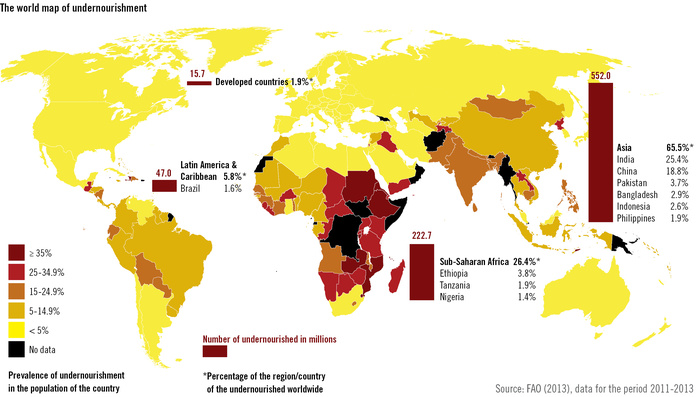 The world map of undernourishment
15.7
Developed countries 1.9%*
552.0
47.0
Latin America &
Caribbean 5.8%*
Brazil 1.6%
Asia 65.5%*
India 25.4%
China 18.8%
Pakistan 3.7%
Bangladesh 2.9%
Indonesia 2.6%
Philippines 1.9%
222.7
Sub-Saharan Africa 26.4%*
Ethiopia 3.8%
Tanzania 1.9%
Nigeria 1.4%
≥ 35%
25-34.9%
15–24.9%
5-14.9%
< 5%
No data
Number of undernourished in millions
Prevalence of undernourishment
in the population of the country
*Percentage of the region/country
of the undernourished worldwide
Source: FAO (2013), data for the period 2011-2013